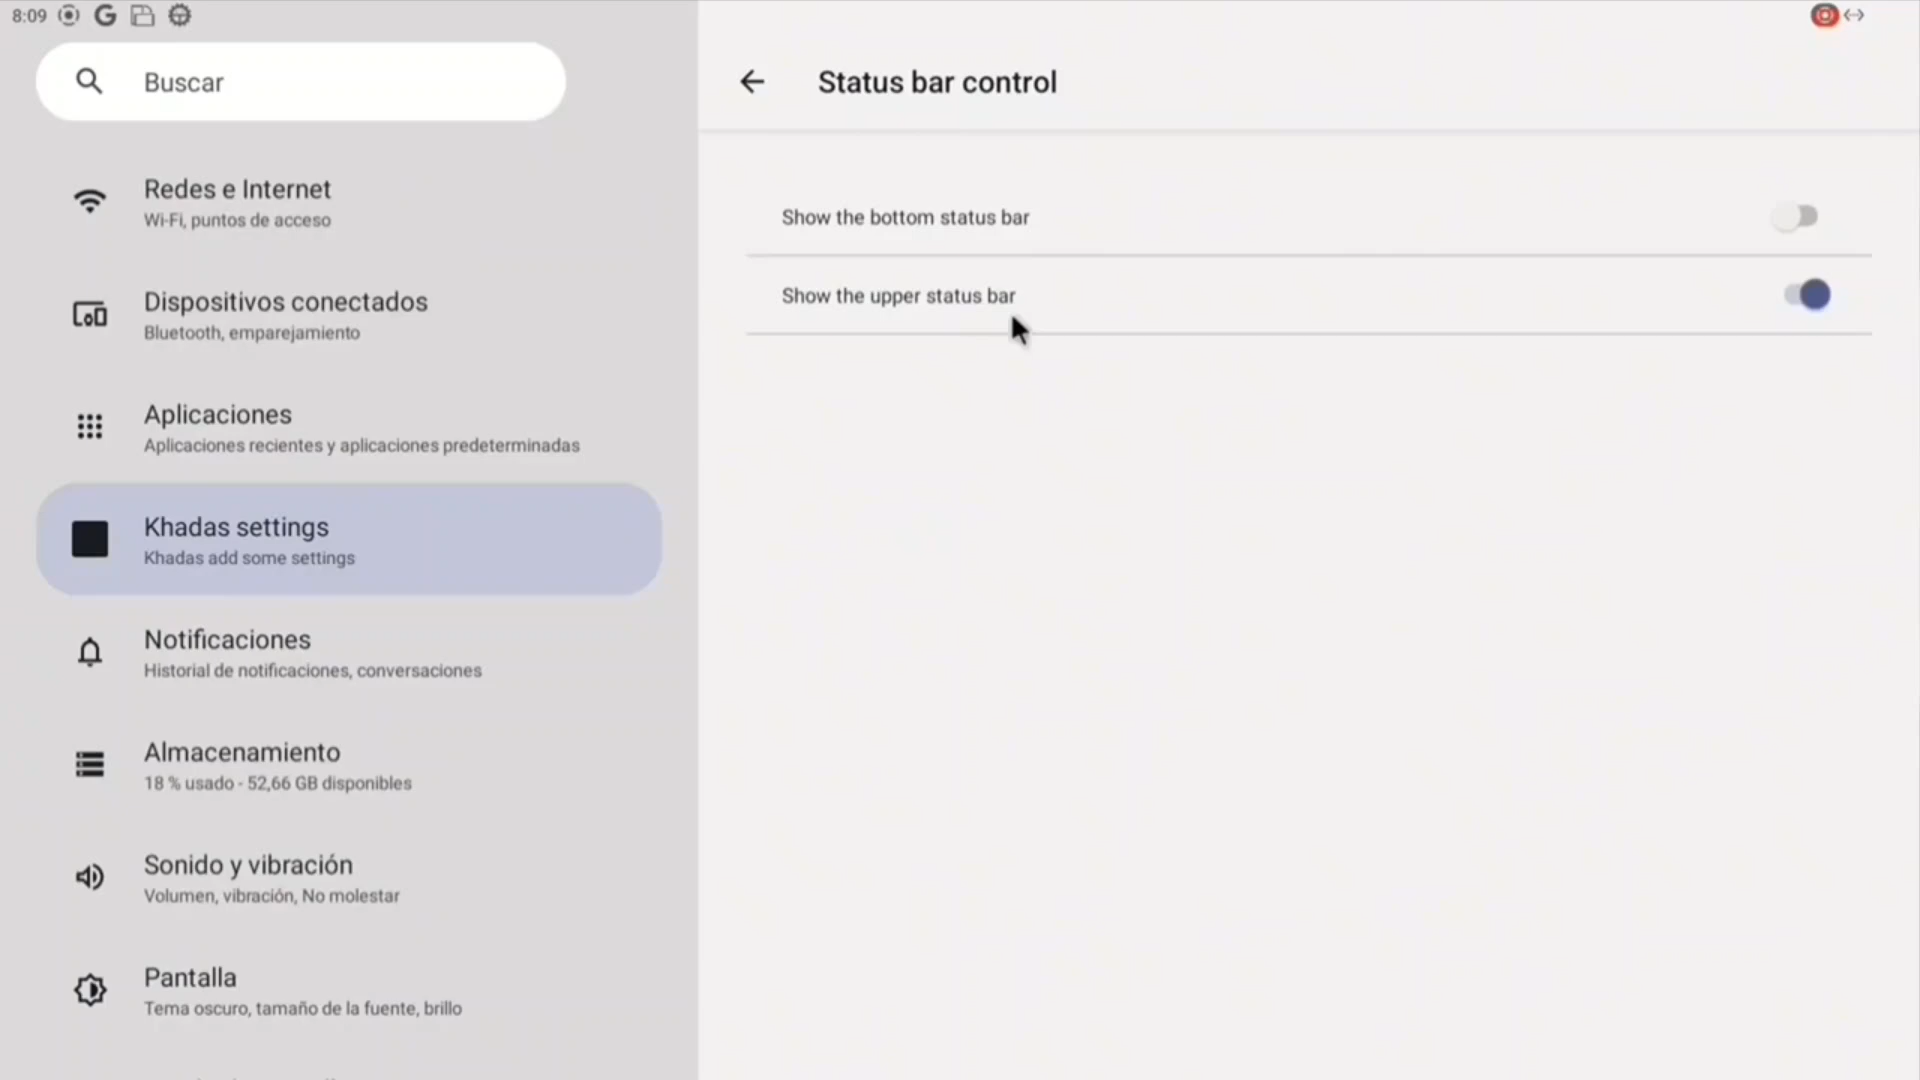 8:09
Buscar
Redes e Internet
Wi-Fi, puntos de acceso
Dispositivos conectados
Bluetooth, emparejamiento
Aplicaciones
Aplicaciones recientes y aplicaciones predeterminadas
Khadas settings
Khadas add some settings
Notificaciones
Historial de notificaciones, conversaciones
Almacenamiento
18 % usado - 52,66 GB disponibles
Sonido y vibración
Volumen, vibración, No molestar
Pantalla
Tema oscuro, tamaño de la fuente, brillo
Status bar control
Show the bottom status bar
Show the upper status bar